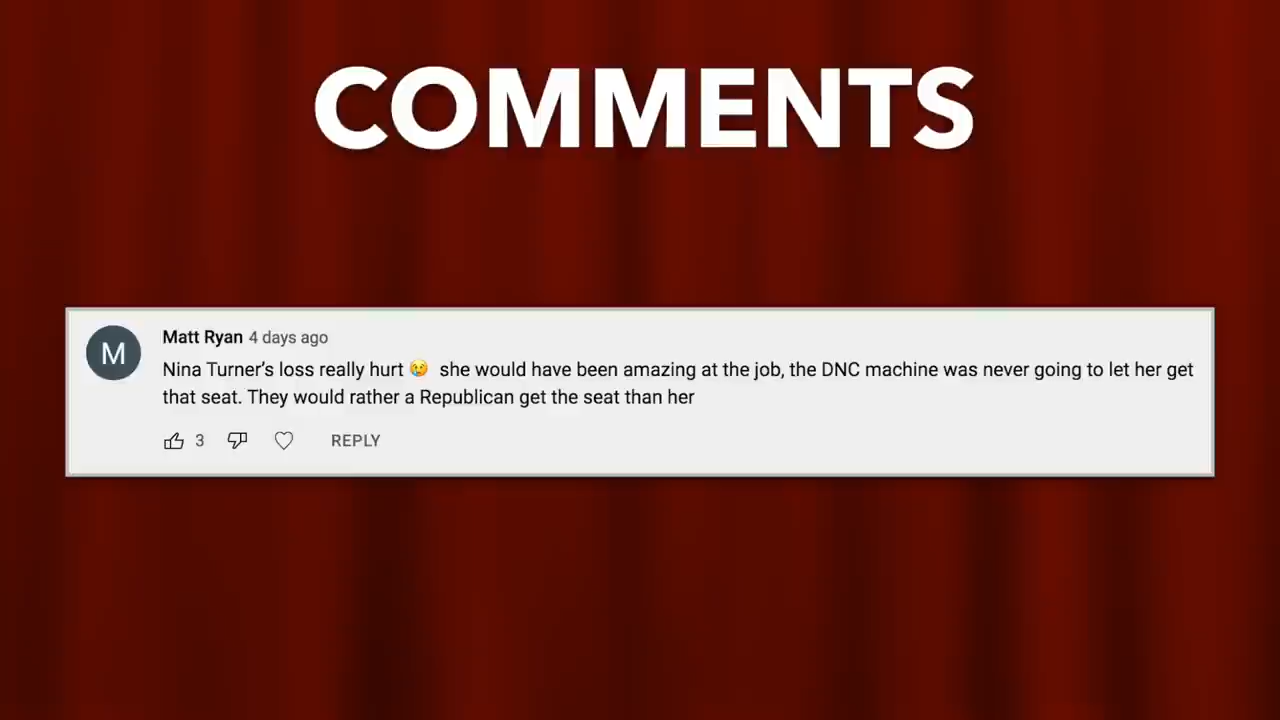 COMMENTS
Matt Ryan 4 days ago
Nina Turner’s loss really hurt 😢 she would have been amazing at the job, the DNC machine was never going to let her get
that seat. They would rather a Republican get the seat than her
3 REPLY
M